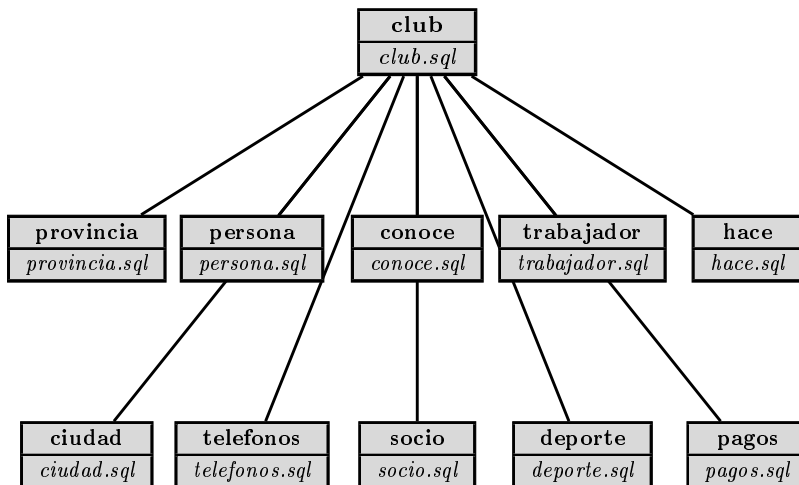 club
club.sql
provincia
provincia.sql
persona
persona.sql
conoce
conoce.sql
trabajador
trabajador.sql
hace
hace.sql
ciudad
ciudad.sql
telefonos
telefonos.sql
socio
socio.sql
deporte
deporte.sql
pagos
pagos.sql